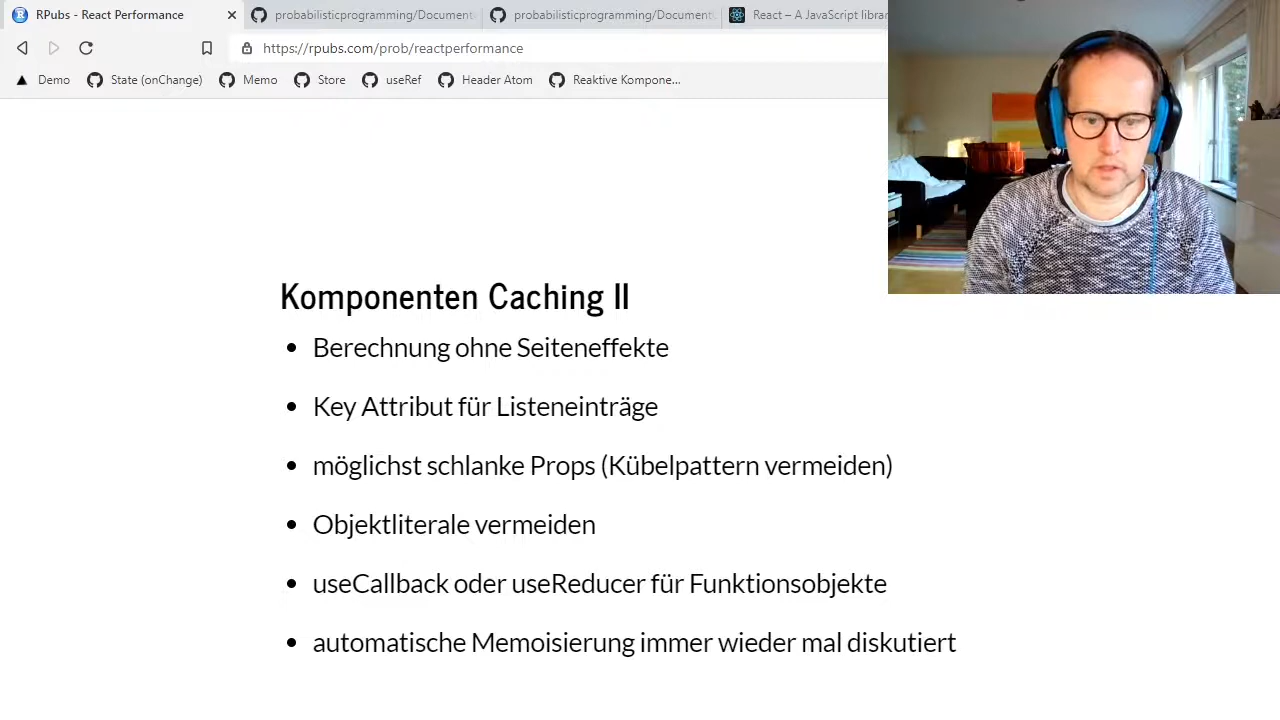 RPubs - React Performance
probabilisticprogramming/Document
probabilisticprogramming/Document
React – A JavaScript librar
https://rpubs.com/prob/reactperformance
Demo
State (onChange)
Memo
Store
useRef
Header Atom
Reaktive Kompone...
Komponenten Caching II
• Berechnung ohne Seiteneffekte
• Key Attribut für Listeneinträge
• möglichst schlanke Props (Kübelpattern vermeiden)
• Objektliterale vermeiden
• useCallback oder useReducer für Funktionsobjekte
• automatische Memoisierung immer wieder mal diskutiert